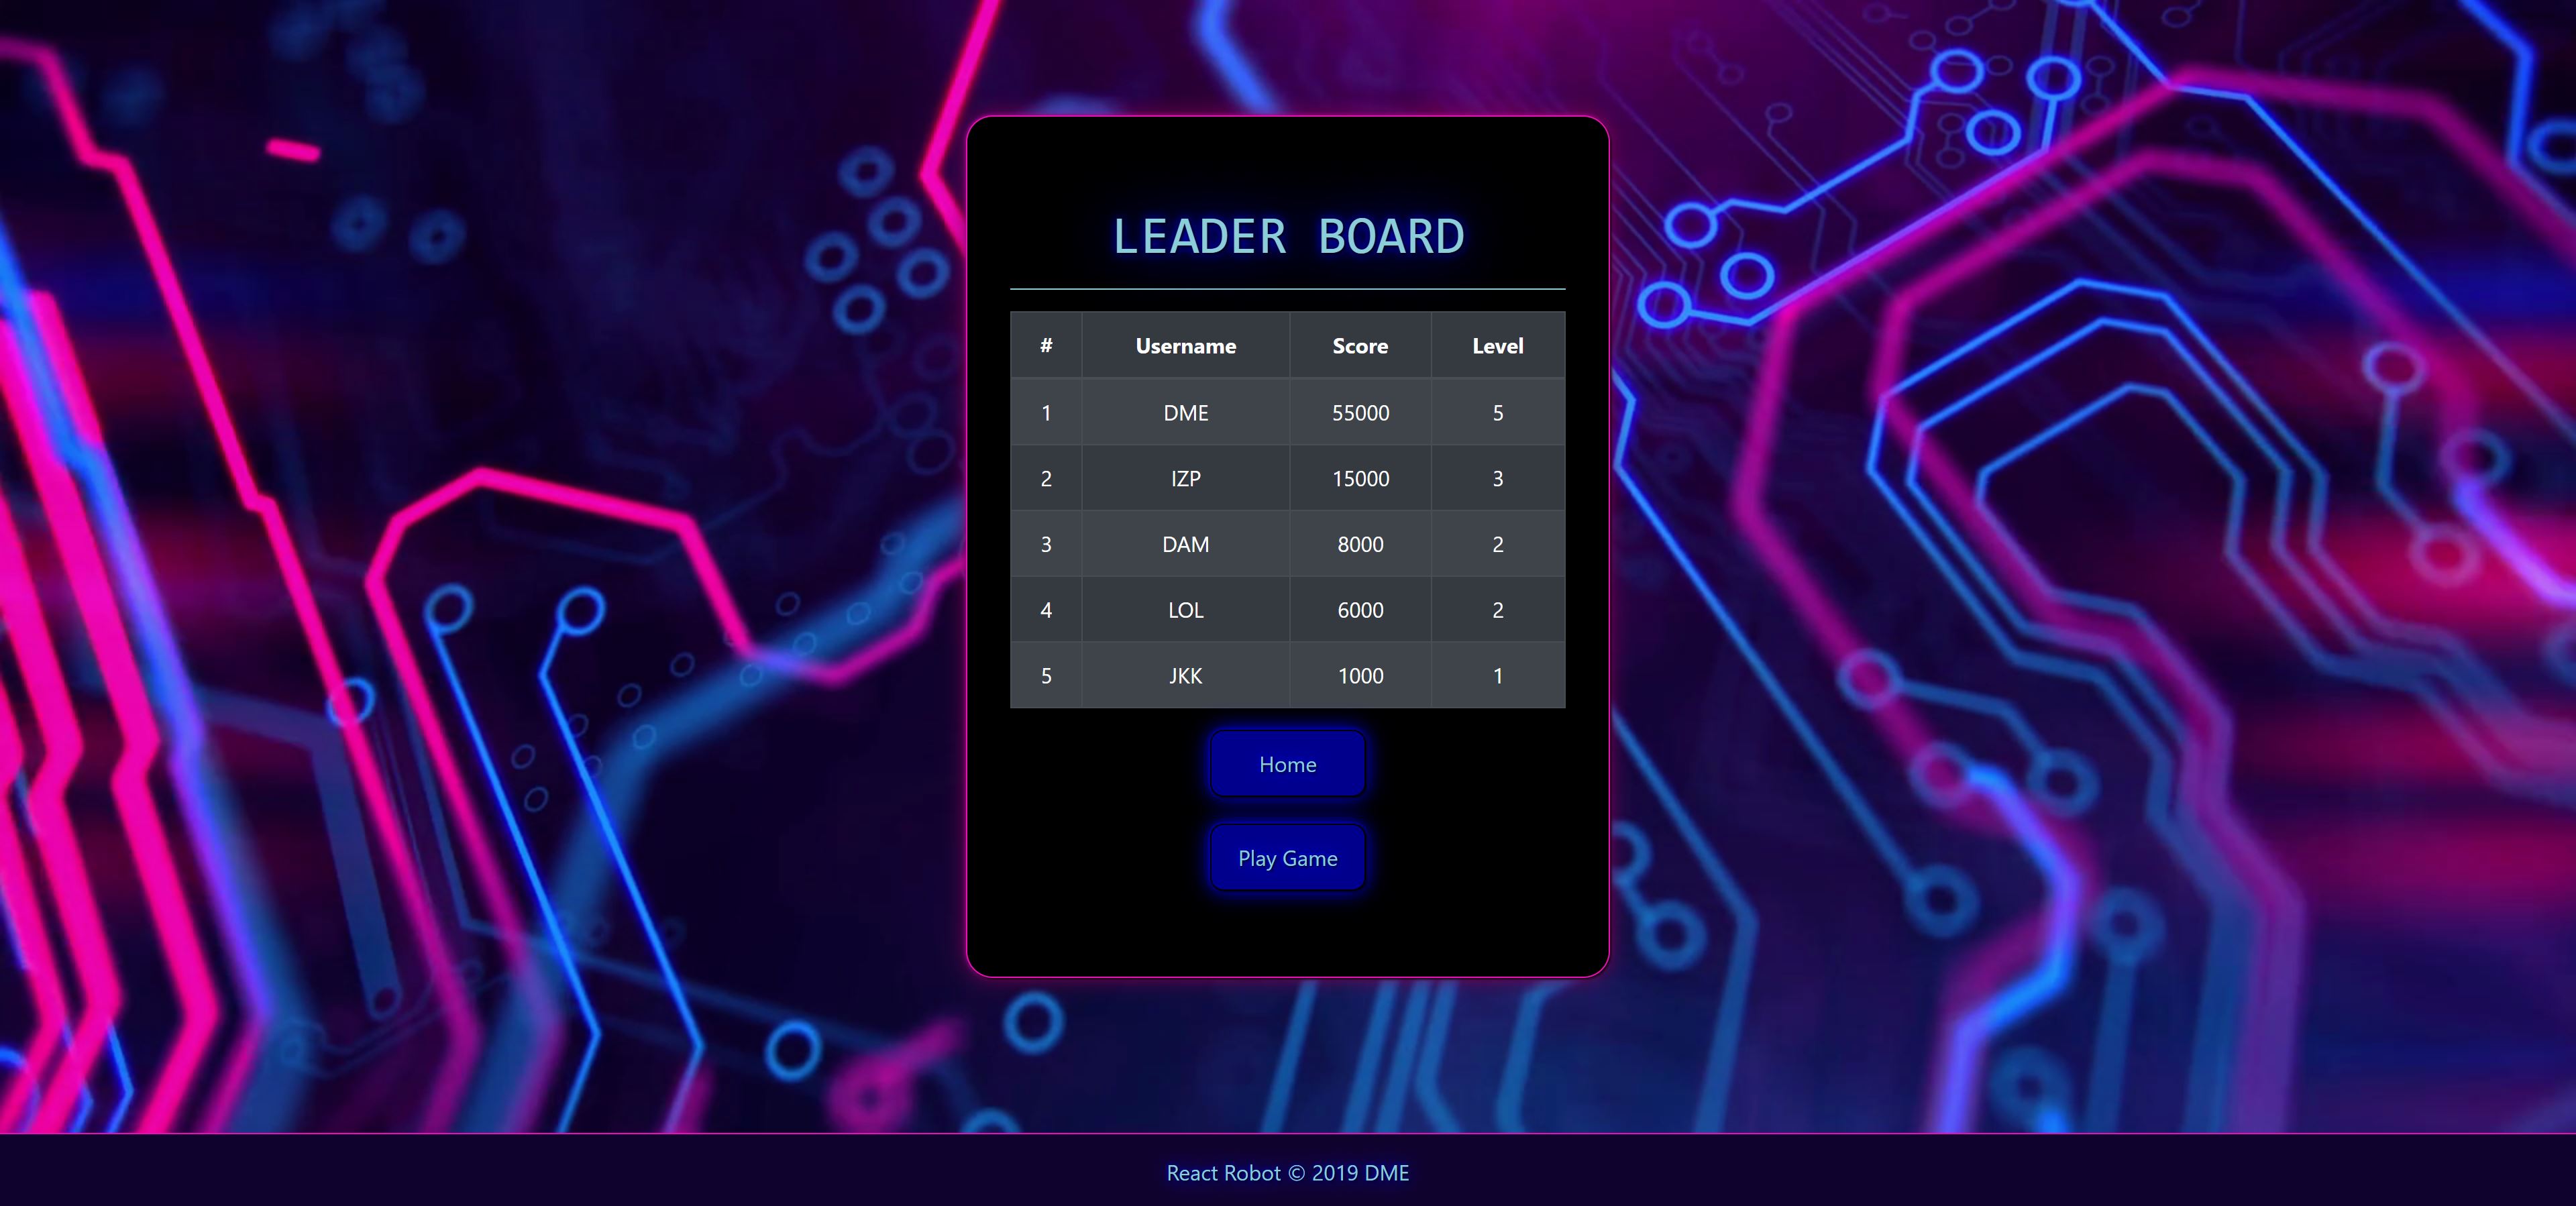 LEADER BOARD
# Username Score Level
1 DME 55000 5
2 IZP 15000 3
3 DAM 8000 2
4 LOL 6000 2
5 JKK 1000 1
Home
Play Game
React Robot © 2019 DME